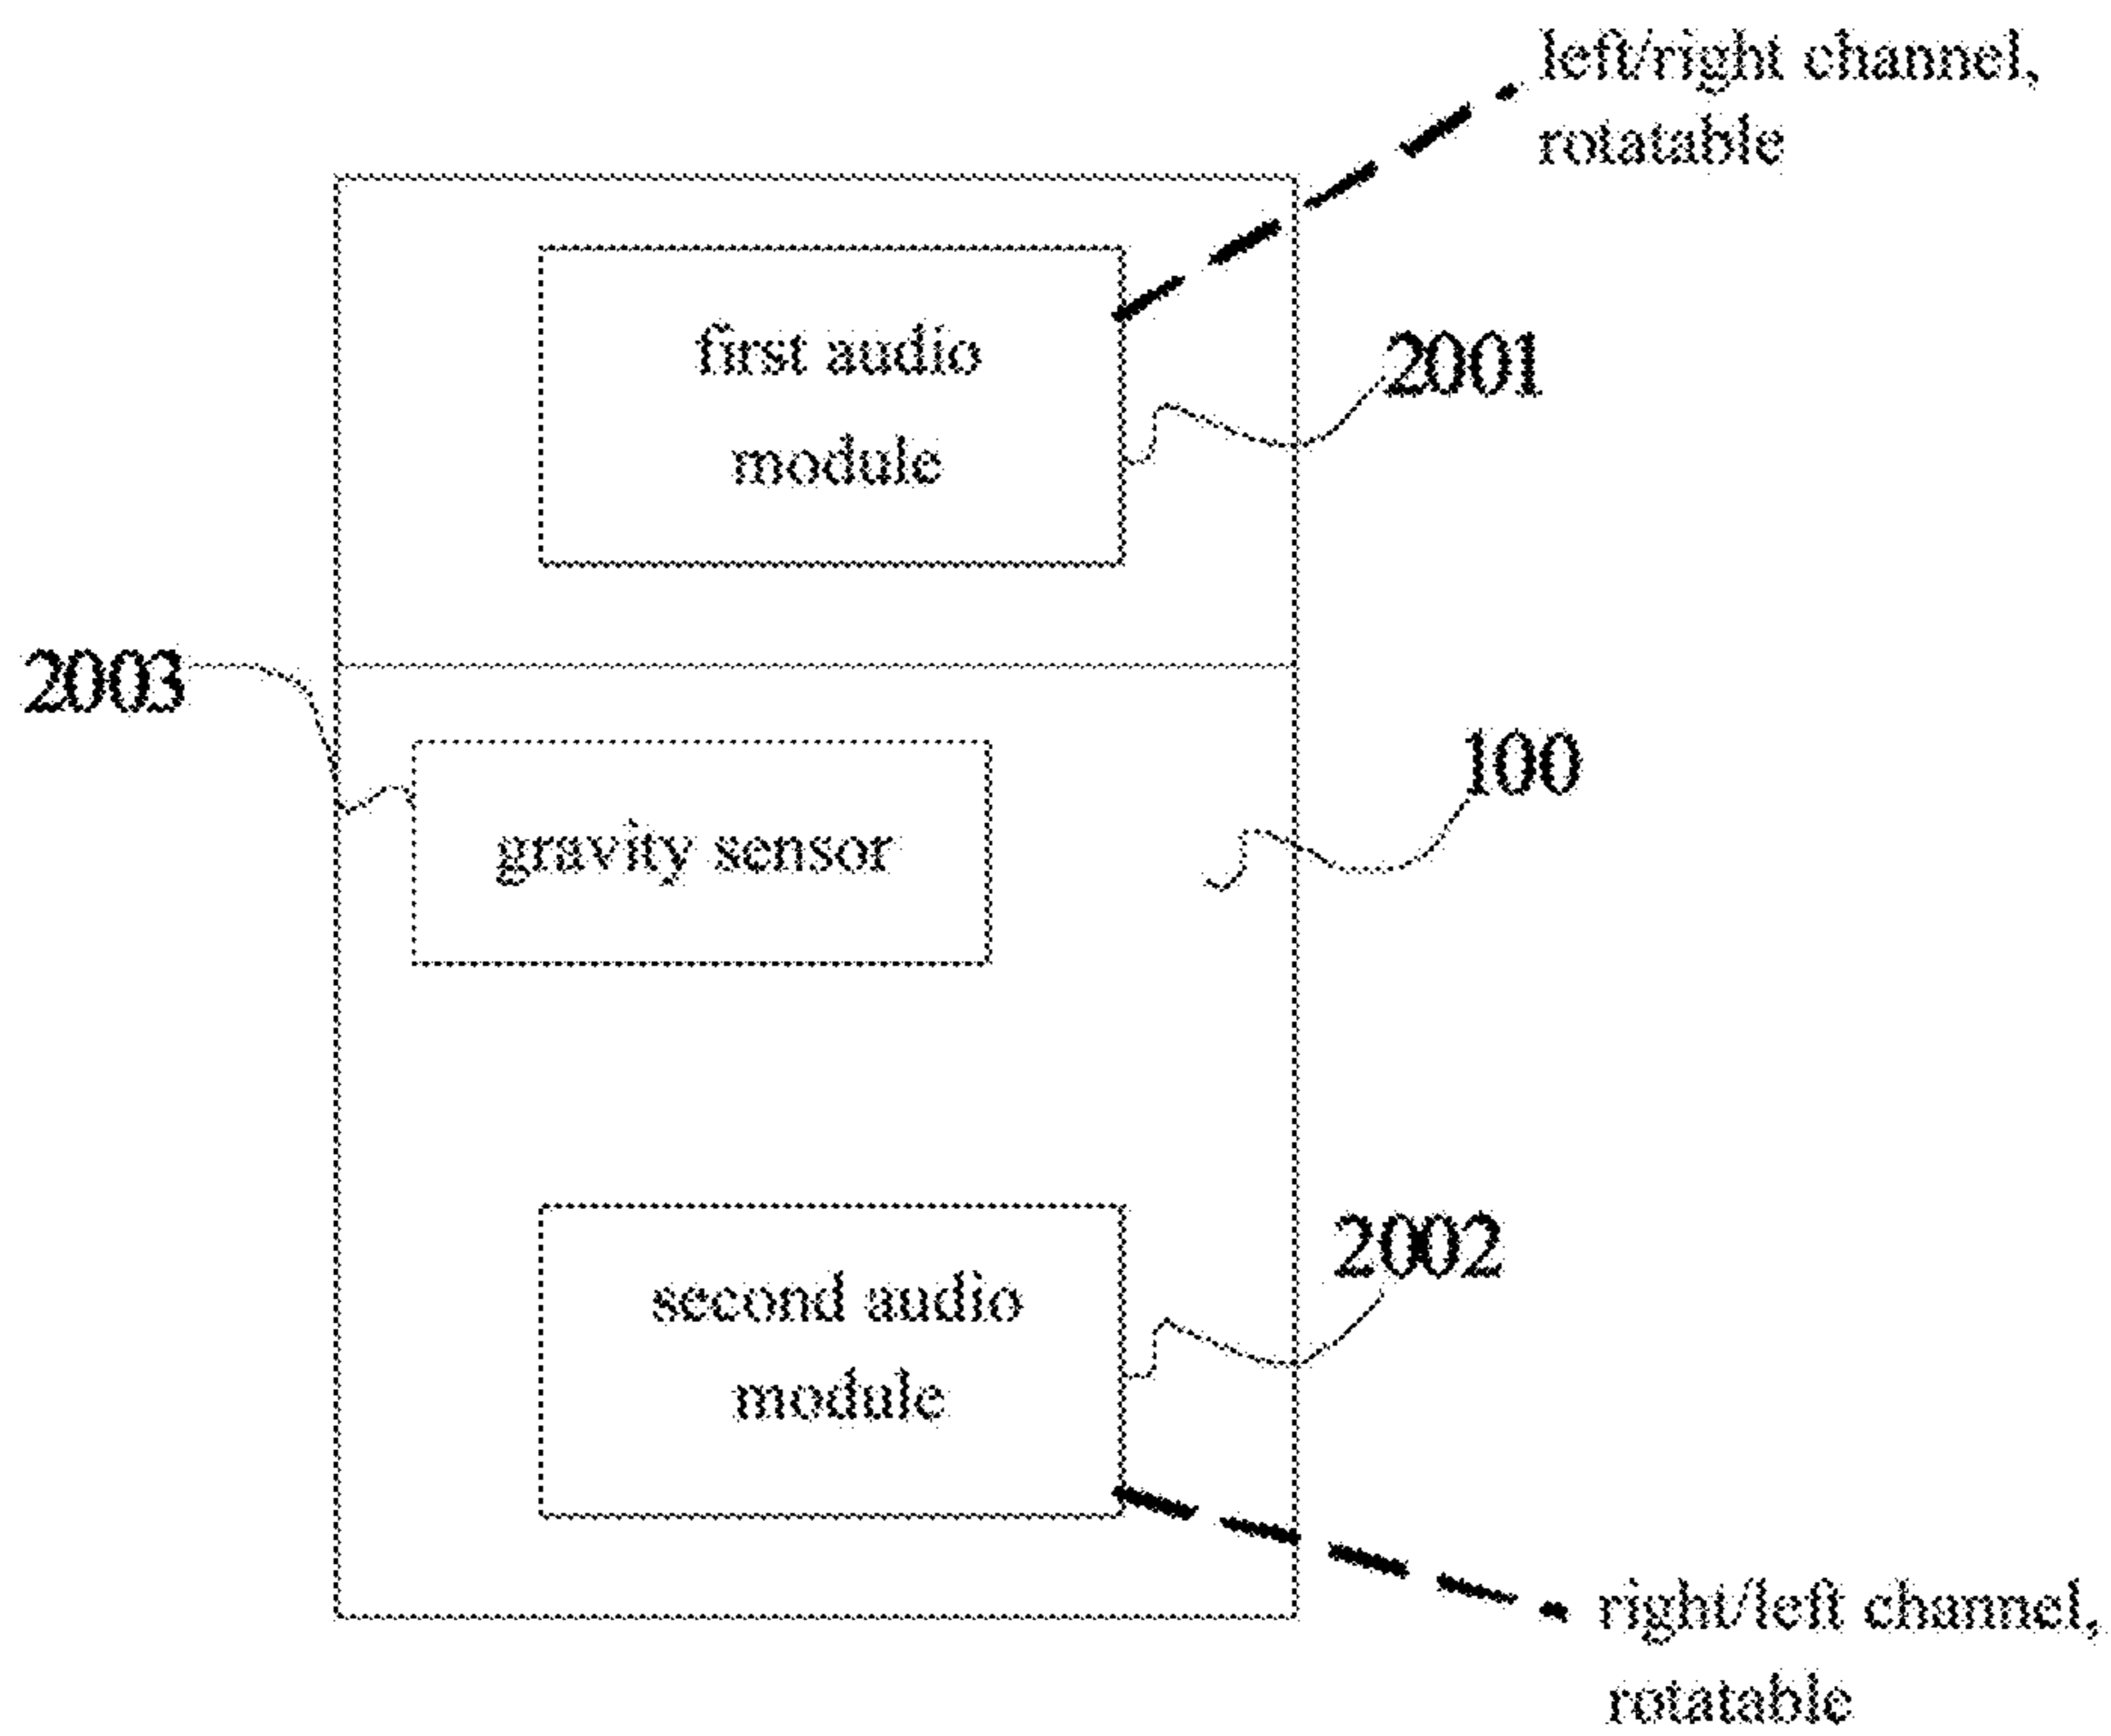 left/right channel,
rotatable
first audio
module
2001
2003
100
gravity sensor
2002
second audio
module
right/left channel,
rotatable